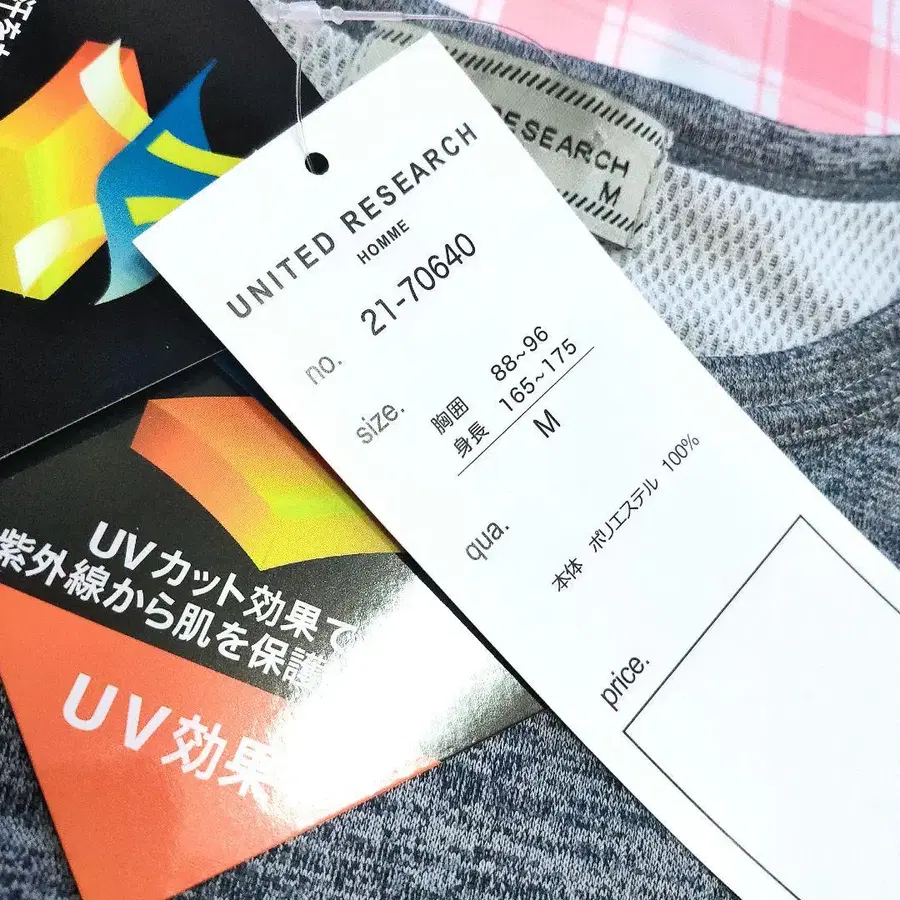 UNITED RESEARCH
HOMME
no. 21-70640
size. 胸囲 88~96
身長 165~175
M
qua. 本体 ポリエステル 100%
price.
RESEARCH
M
UVカット効果で
紫外線から肌を保護
UV効果